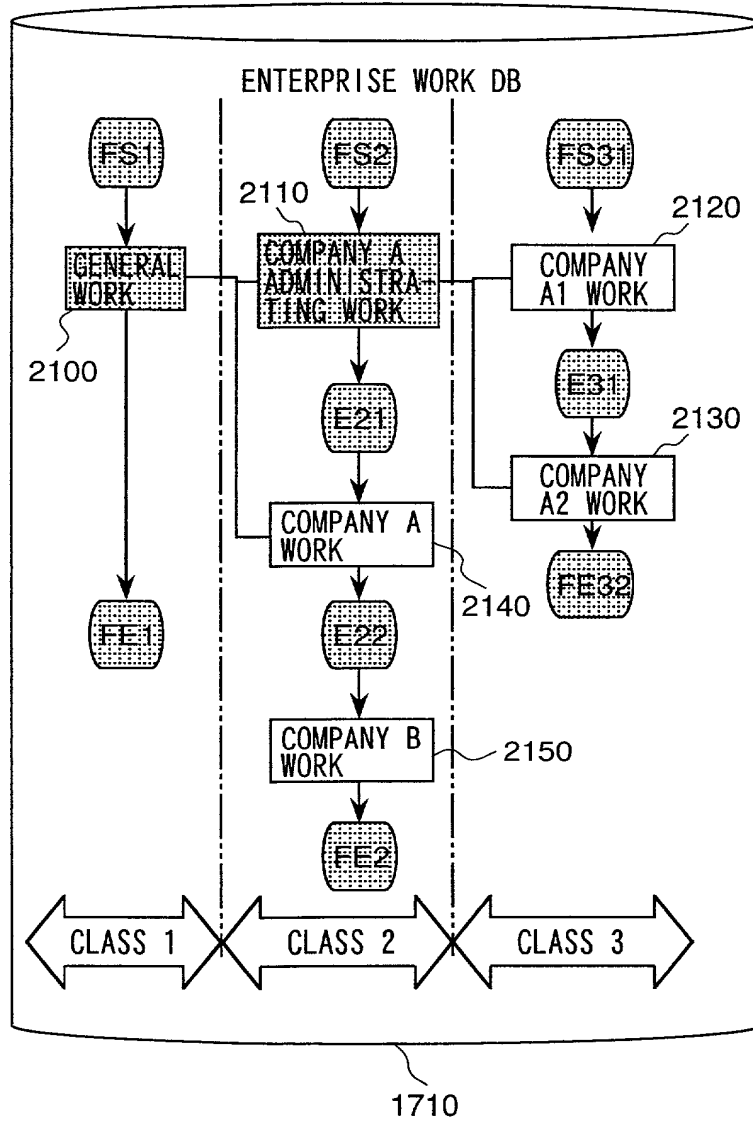 ENTERPRISE WORK DB
FS1
FS2
FS31
2110
2120
GENERAL
WORK
COMPANY A
ADMINISTRA-
TING WORK
COMPANY
A1 WORK
2100
E21
E31
2130
COMPANY
A2 WORK
COMPANY A
WORK
2140
FE32
FE1
E22
COMPANY B
WORK
2150
FE2
CLASS 1
CLASS 2
CLASS 3
1710